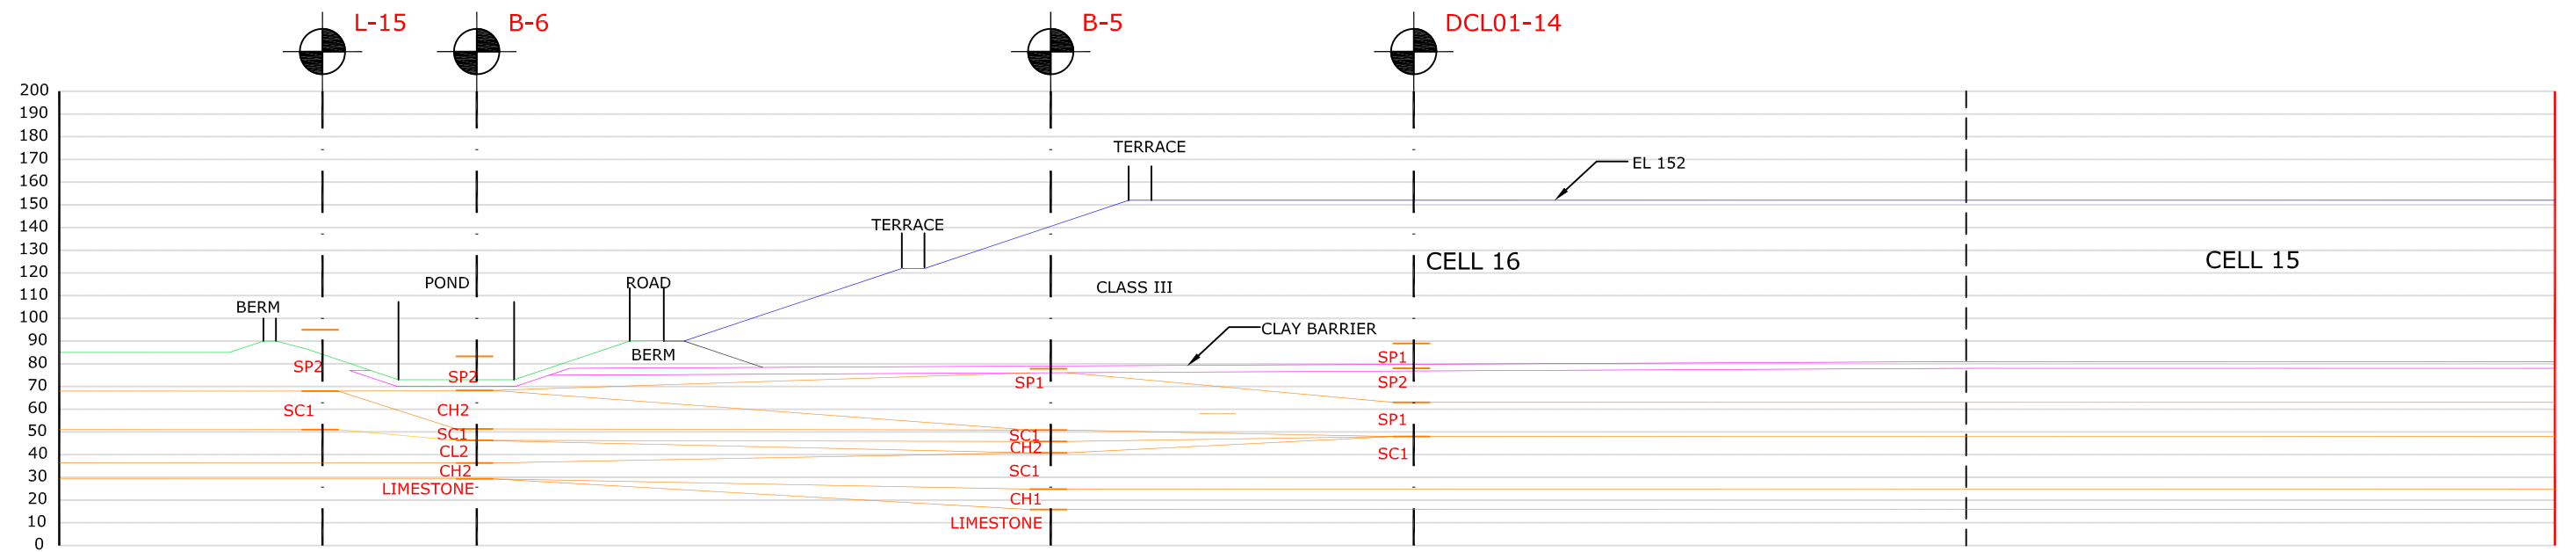 L-15
B-6
B-5
DCL01-14
200
190
180
170
160
150
140
130
120
110
100
90
80
70
60
50
40
30
20
10
0
TERRACE
EL 152
TERRACE
CELL 16
CELL 15
POND
ROAD
CLASS III
BERM
CLAY BARRIER
BERM
SP2
SP2
SP1
SP1
SP2
SC1
CH2
SP1
SC1
SC1
CL2
CH2
SC1
CH2
SC1
LIMESTONE
CH1
LIMESTONE